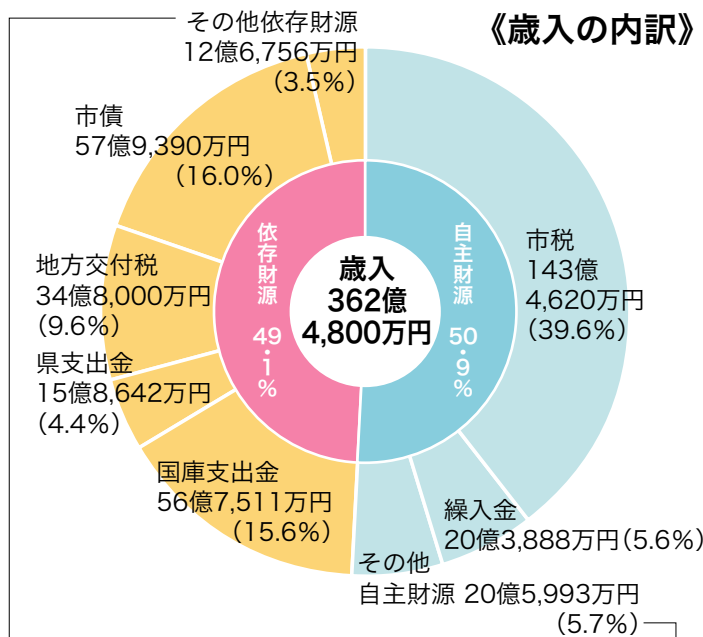 《歳入の内訳》
その他依存財源
12億6,756万円
(3.5%)
市債
57億9,390万円
(16.0%)
地方交付税
34億8,000万円
(9.6%)
県支出金
15億8,642万円
(4.4%)
国庫支出金
56億7,511万円
(15.6%)
依存財源 49・1%
歳入
362億
4,800万円
自主財源 50・9%
市税
143億
4,620万円
(39.6%)
繰入金
20億3,888万円(5.6%)
その他
自主財源 20億5,993万円
(5.7%)